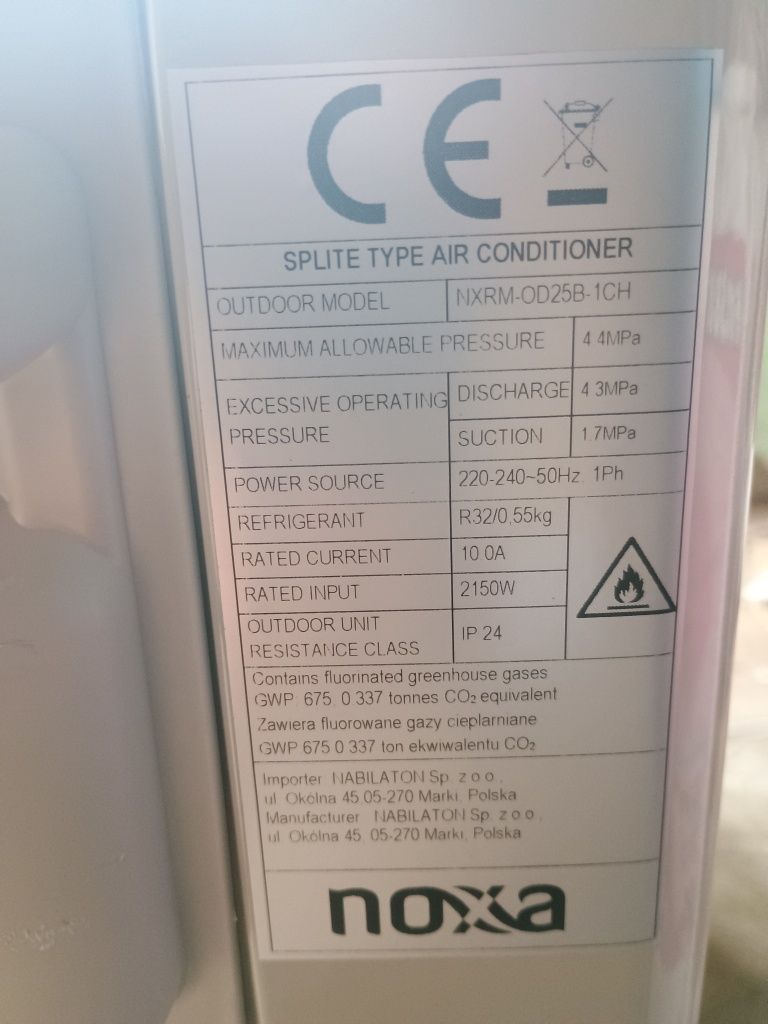 CE
SPLITE TYPE AIR CONDITIONER
OUTDOOR MODEL NXRM-OD25B-1CH
MAXIMUM ALLOWABLE PRESSURE 4.4MPa
EXCESSIVE OPERATING PRESSURE DISCHARGE 4.3MPa
SUCTION 1.7MPa
POWER SOURCE 220-240~50Hz. 1Ph
REFRIGERANT R32/0,55kg
RATED CURRENT 10.0A
RATED INPUT 2150W
OUTDOOR UNIT
RESISTANCE CLASS IP 24
Contains fluorinated greenhouse gases
GWP: 675, 0.337 tonnes CO₂ equivalent
Zawiera fluorowane gazy cieplarniane
GWP 675 0.337 ton ekwiwalentu CO₂
Importer: NABILATON Sp. z o.o.,
ul. Okólna 45,05-270 Marki, Polska
Manufacturer: NABILATON Sp. z o.o.,
ul. Okólna 45, 05-270 Marki, Polska
noxa